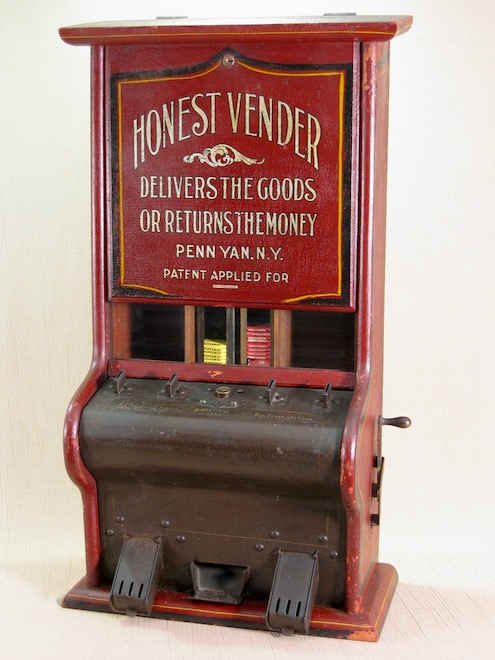 HONEST VENDER
DELIVERS THE GOODS
OR RETURNS THE MONEY
PENN YAN. N.Y.
PATENT APPLIED FOR